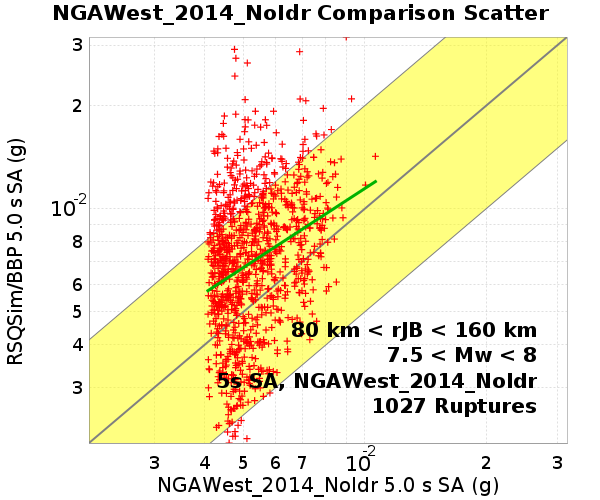 NGAWest_2014_NoIdr Comparison Scatter
RSQSim/BBP 5.0 s SA (g)
3
2
10-2
8
6
5
4
3
80 km < rJB < 160 km
7.5 < Mw < 8
5s SA, NGAWest_2014_NoIdr
1027 Ruptures
3 4 5 6 7 10-2 2 3
NGAWest_2014_NoIdr 5.0 s SA (g)